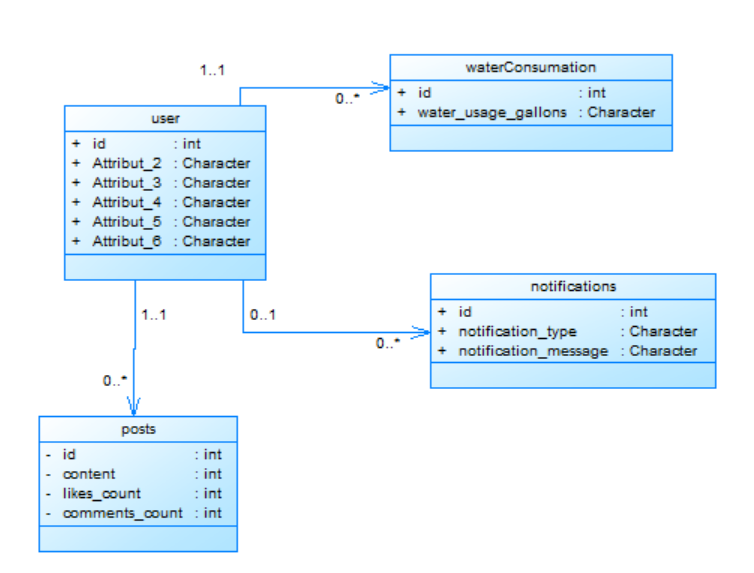 1..1
waterConsumation
+ id : int
+ water_usage_gallons : Character
0..*
user
+ id : int
+ Attribut_2 : Character
+ Attribut_3 : Character
+ Attribut_4 : Character
+ Attribut_5 : Character
+ Attribut_6 : Character
notifications
+ id : int
+ notification_type : Character
+ notification_message : Character
1..1
0..1
0..*
0..*
posts
- id : int
- content : int
- likes_count : int
- comments_count : int